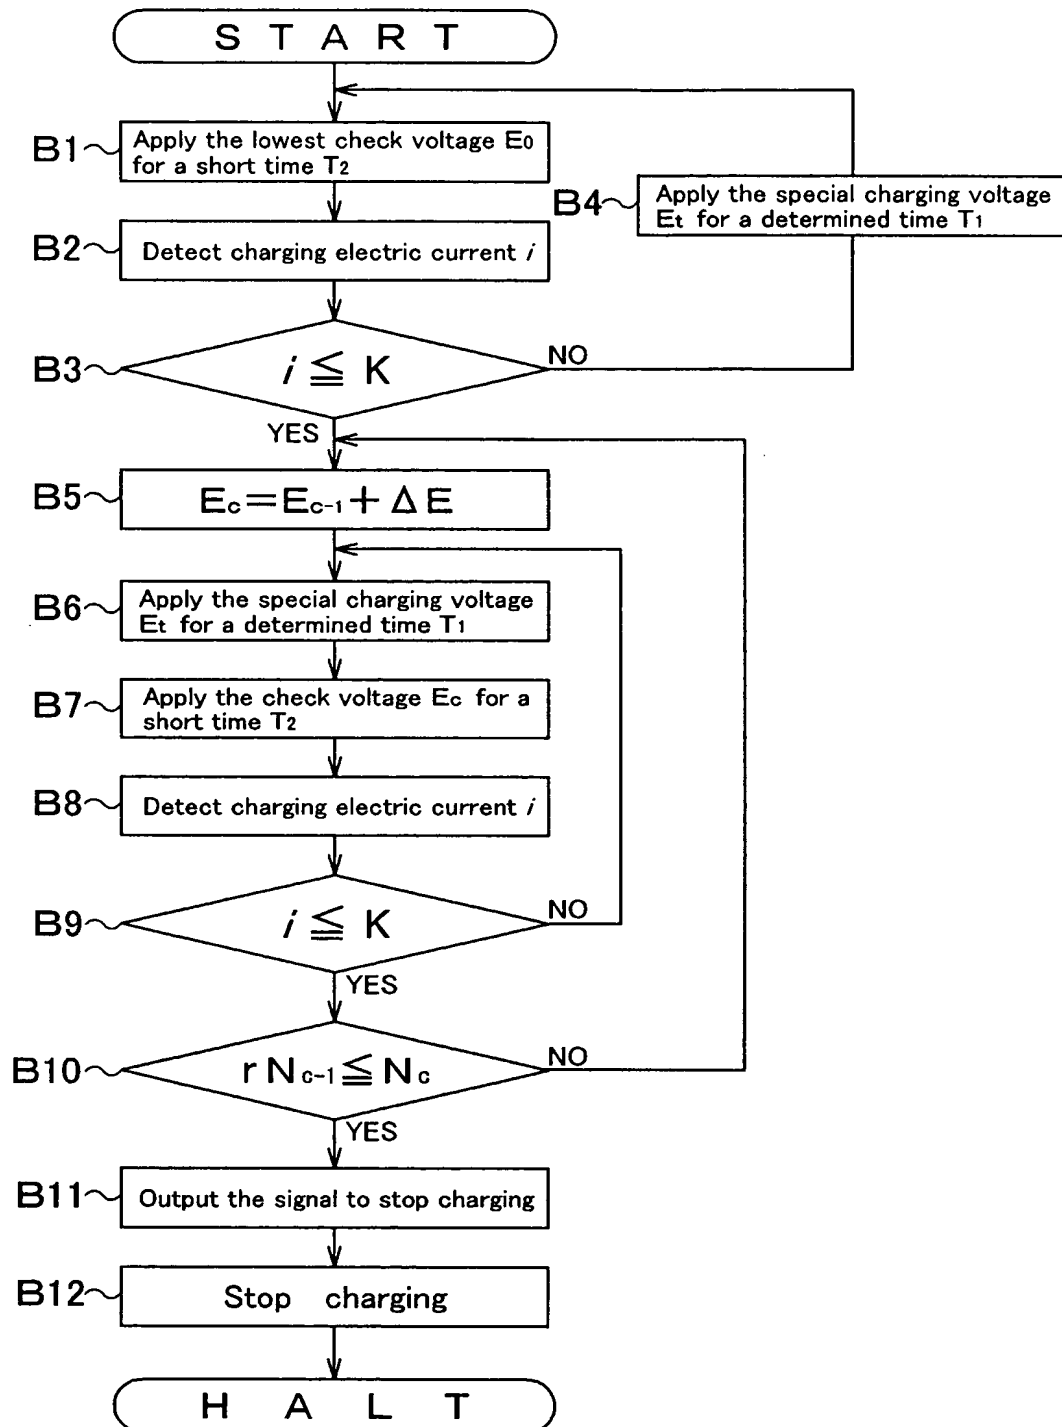 START
B1
Apply the lowest check voltage E0
for a short time T2
B4
Apply the special charging voltage
Et for a determined time T1
B2
Detect charging electric current i
B3
i ≦ K
NO
YES
B5
Ec=Ec-1+ΔE
B6
Apply the special charging voltage
Et for a determined time T1
B7
Apply the check voltage Ec for a
short time T2
B8
Detect charging electric current i
B9
i ≦ K
NO
YES
B10
rNc-1≦Nc
NO
YES
B11
Output the signal to stop charging
B12
Stop charging
HALT